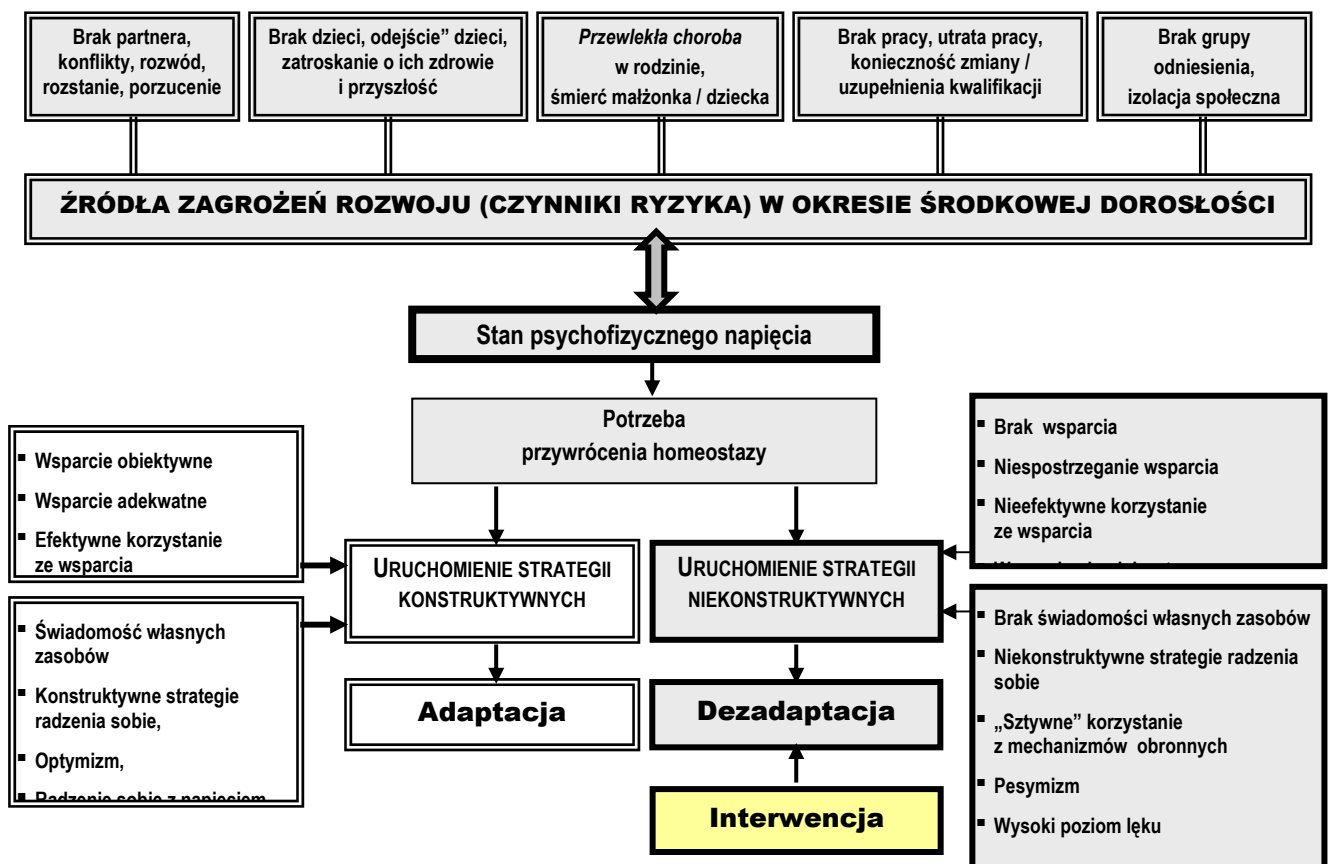 Brak partnera,
konflikty, rozwód,
rozstanie, porzucenie
Brak dzieci, odejście” dzieci,
zatroskanie o ich zdrowie
i przyszłość
Przewlekła choroba
w rodzinie,
śmierć małżonka / dziecka
Brak pracy, utrata pracy,
konieczność zmiany /
uzupełnienia kwalifikacji
Brak grupy
odniesienia,
izolacja społeczna
ŹRÓDŁA ZAGROŻEŃ ROZWOJU (CZYNNIKI RYZYKA) W OKRESIE ŚRODKOWEJ DOROSŁOŚCI
Stan psychofizycznego napięcia
Potrzeba
przywrócenia homeostazy
▪ Wsparcie obiektywne
▪ Wsparcie adekwatne
▪ Efektywne korzystanie
ze wsparcia
▪ Brak wsparcia
▪ Niespostrzeganie wsparcia
▪ Nieefektywne korzystanie
ze wsparcia
URUCHOMIENIE STRATEGII
KONSTRUKTYWNYCH
URUCHOMIENIE STRATEGII
NIEKONSTRUKTYWNYCH
▪ Świadomość własnych
zasobów
▪ Konstruktywne strategie
radzenia sobie,
▪ Optymizm,
▪ Radzenie sobie z napięciem
▪ Brak świadomości własnych zasobów
▪ Niekonstruktywne strategie radzenia
sobie
▪ „Sztywne” korzystanie
z mechanizmów obronnych
▪ Pesymizm
▪ Wysoki poziom lęku
Adaptacja
Dezadaptacja
Interwencja